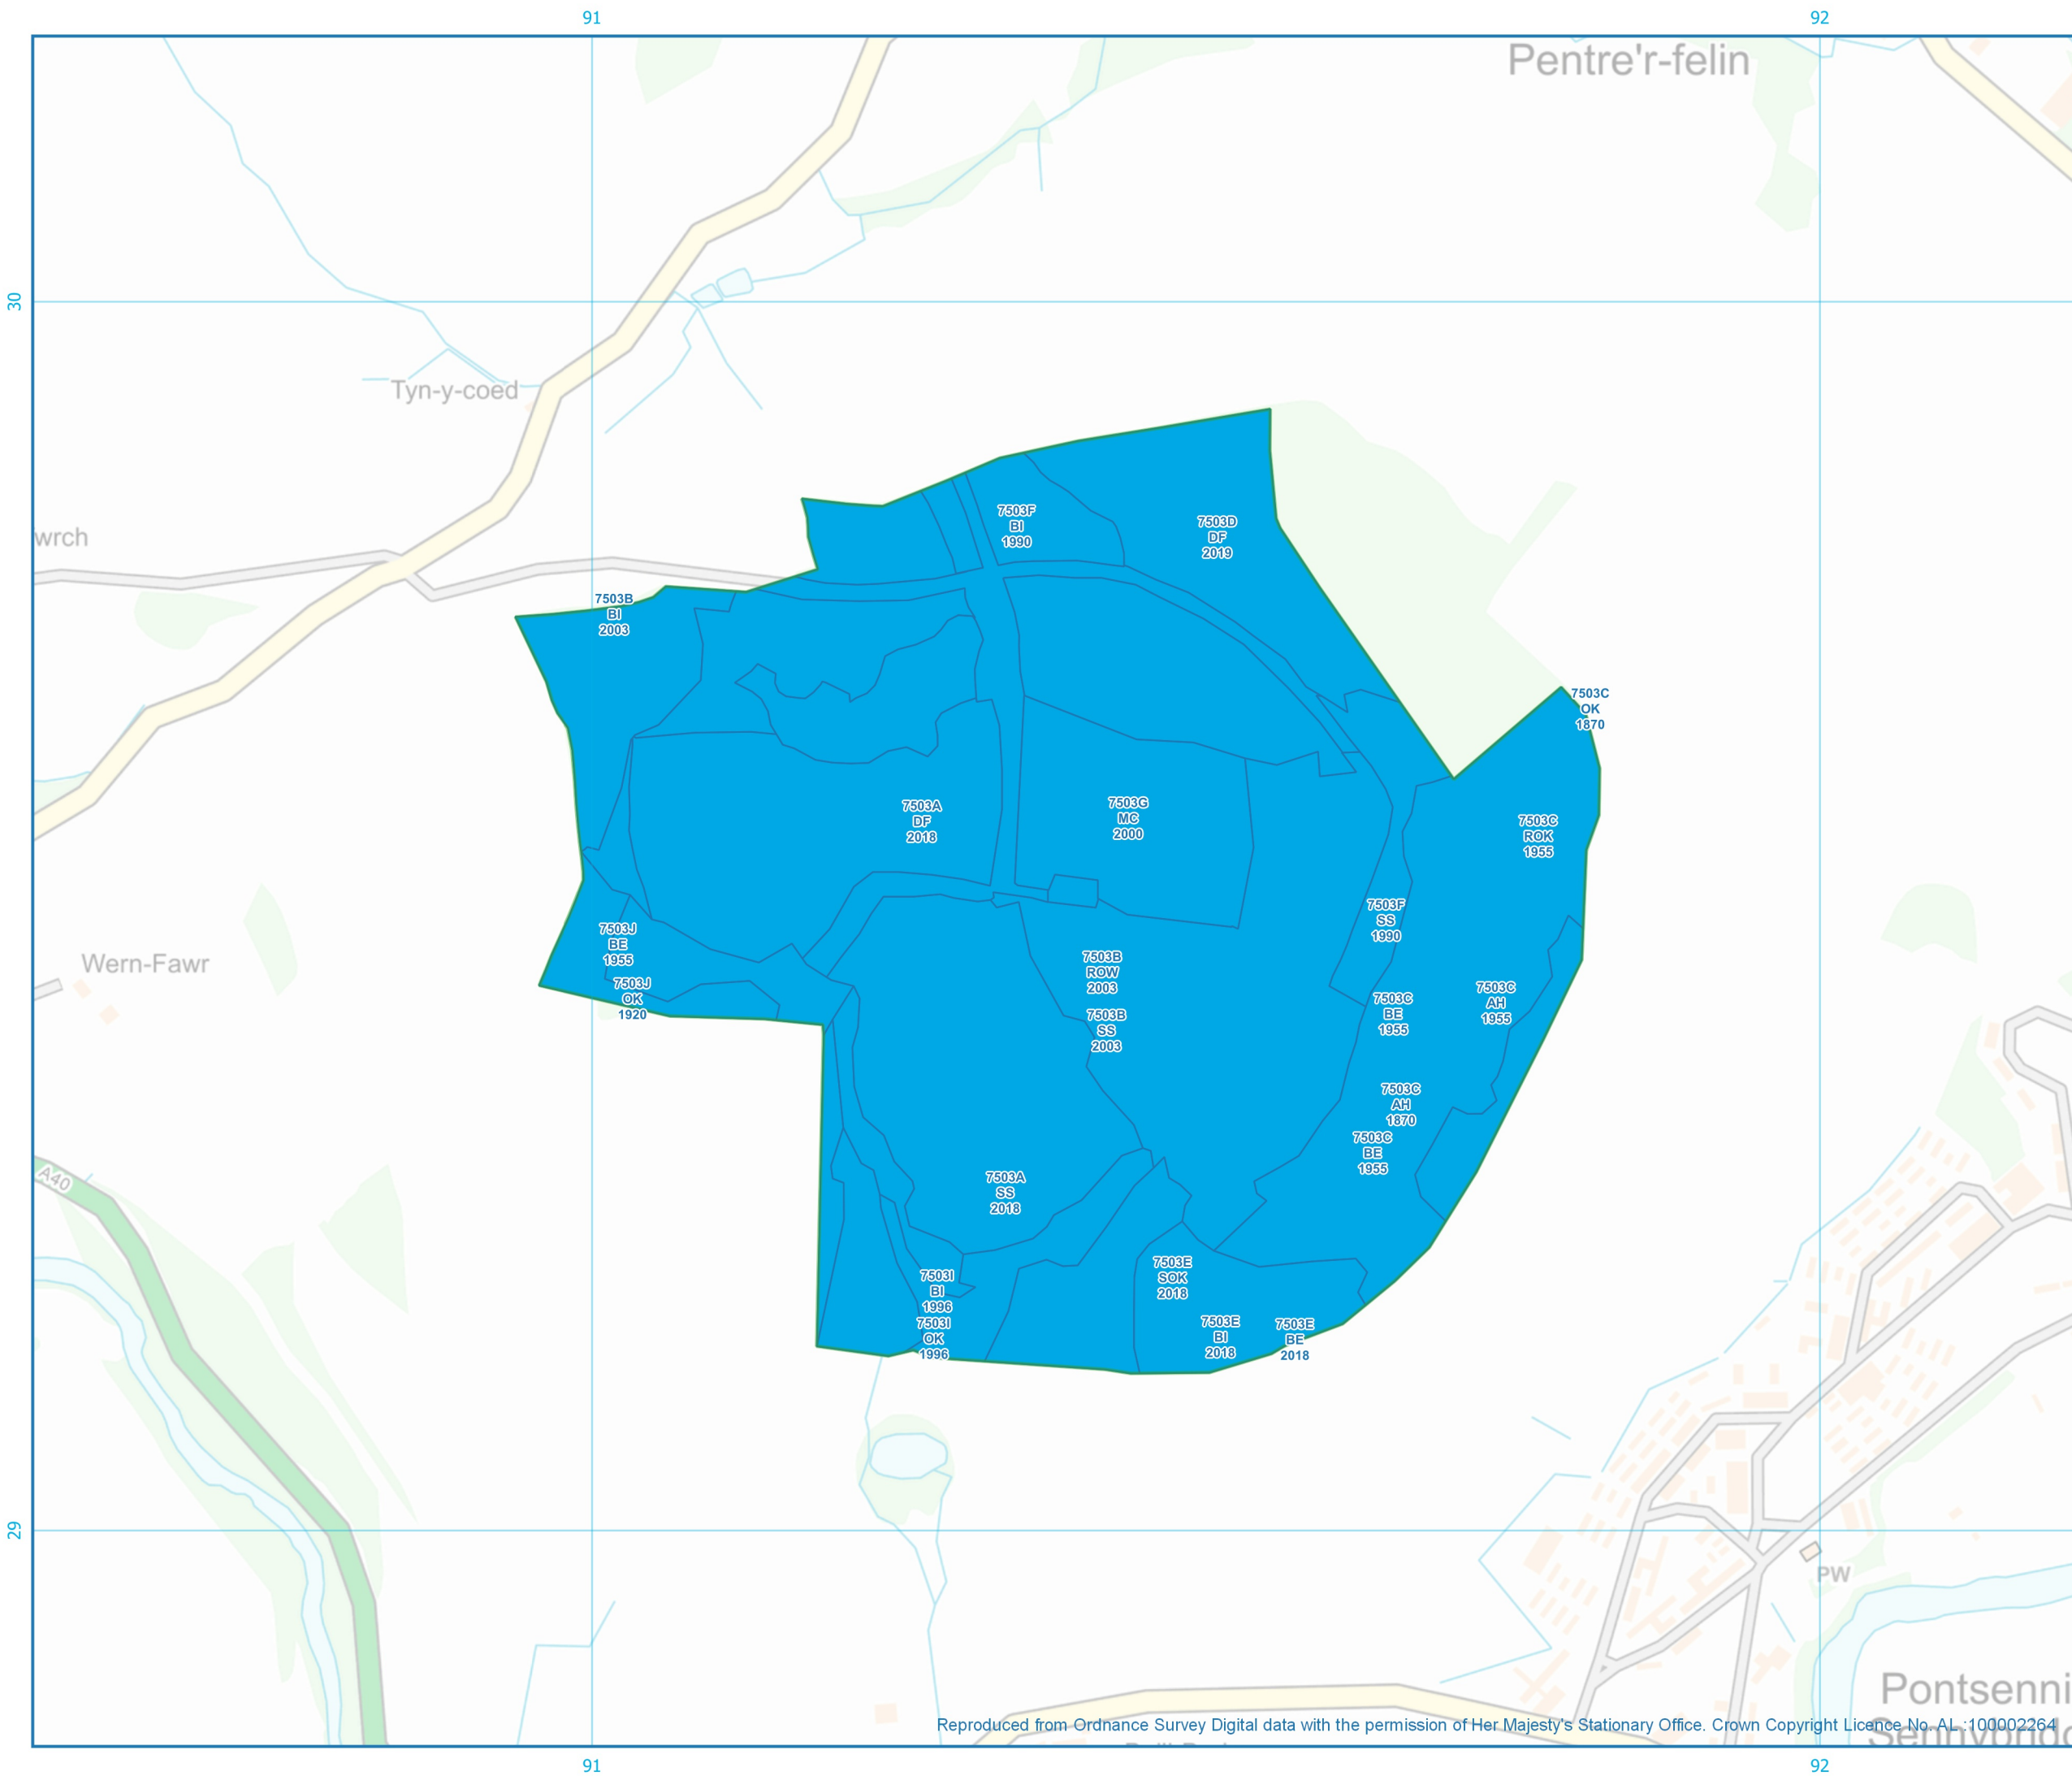 91
92
Pentre'r-felin
30
Tyn-y-coed
7503F
BI
1990
7503D
DF
2019
wrch
7503B
BI
2003
7503C
OK
1870
7503A
DF
2018
7503G
MC
2000
7503C
ROK
1955
7503F
SS
1990
7503J
BE
1955
7503B
ROW
2003
Wern-Fawr
7503J
OK
1920
7503C
AH
1955
7503C
BE
1955
7503B
SS
2003
7503C
AH
1870
7503C
BE
1955
A40
7503A
SS
2018
7503E
SOK
2018
7503I
BI
1996
7503I
OK
1996
7503E
BI
2018
7503E
BE
2018
29
PW
Pontsenni
Reproduced from Ordnance Survey Digital data with the permission of Her Majesty's Stationary Office. Crown Copyright Licence No. AL :100002264
91
92